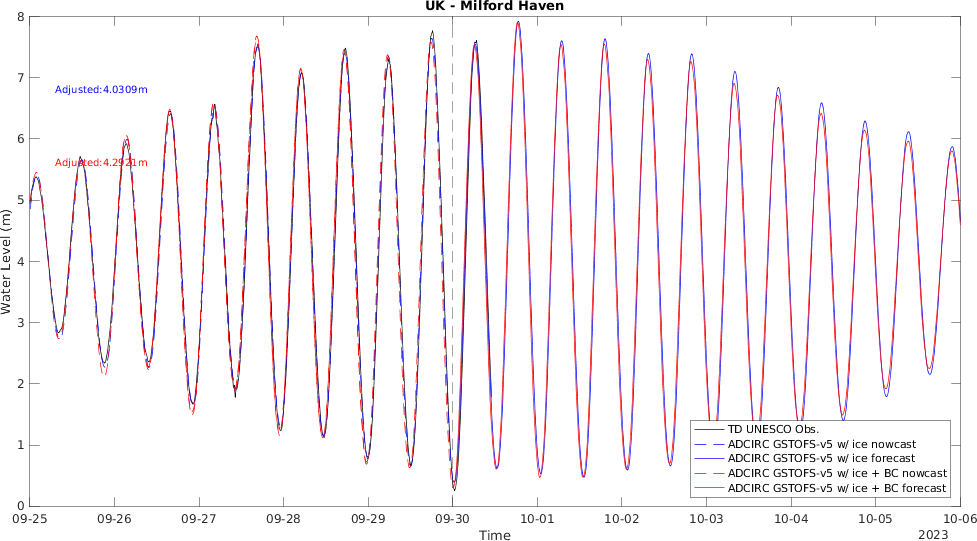 UK - Milford Haven
8
7
6
5
4
3
2
1
0
Water Level (m)
Adjusted:4.0309m
Adjusted:4.2921m
TD UNESCO Obs.
ADCIRC GSTOFS-v5 w/ ice nowcast
ADCIRC GSTOFS-v5 w/ ice forecast
ADCIRC GSTOFS-v5 w/ ice + BC nowcast
ADCIRC GSTOFS-v5 w/ ice + BC forecast
09-25 09-26 09-27 09-28 09-29 09-30 10-01 10-02 10-03 10-04 10-05 10-06
Time
2023